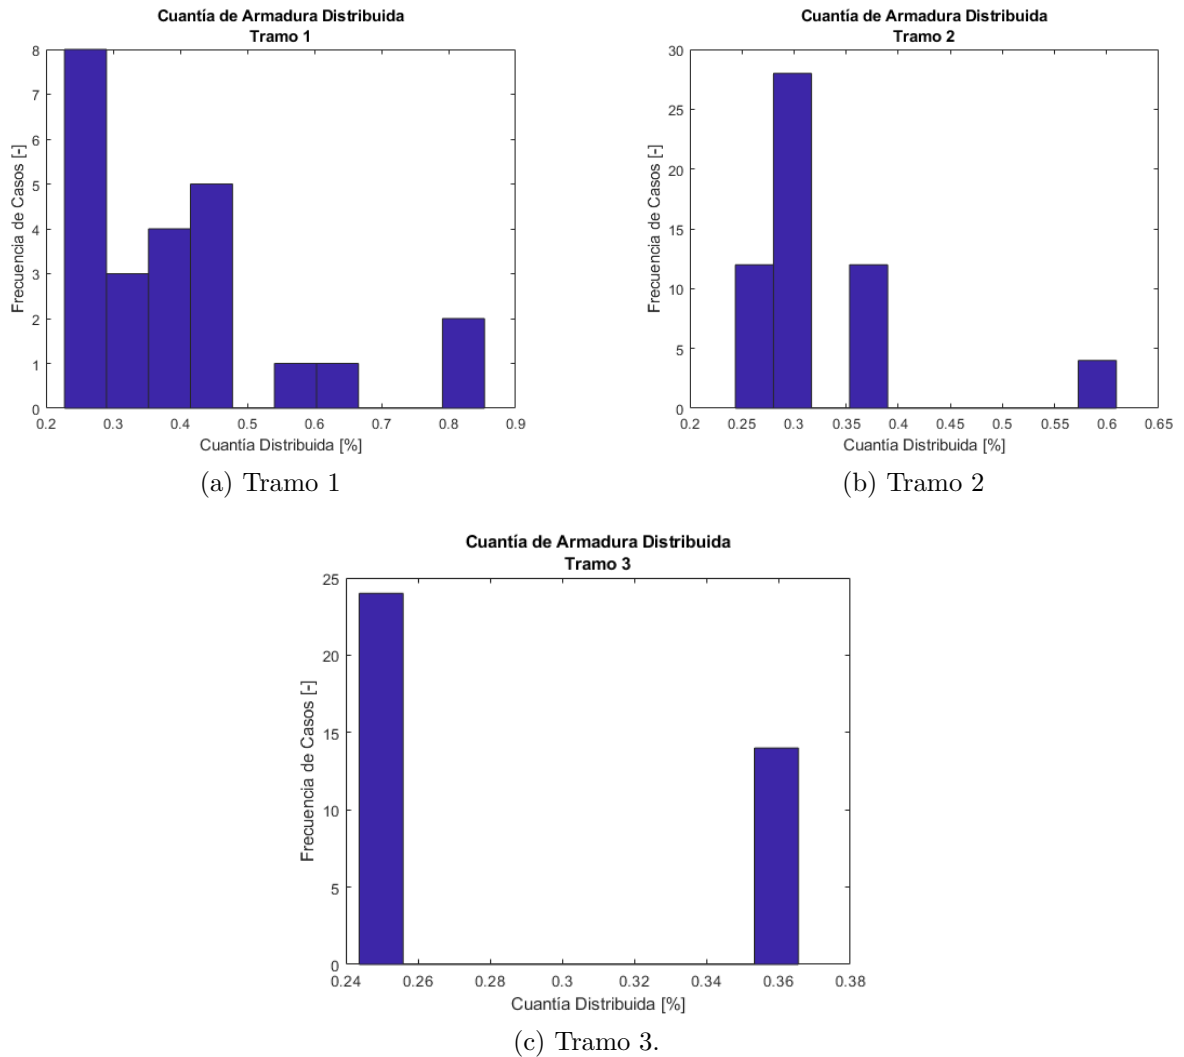 Cuantía de Armadura Distribuida
Tramo 1
8
7
6
5
4
3
2
1
0
Frecuencia de Casos [-]
0.2 0.3 0.4 0.5 0.6 0.7 0.8 0.9
Cuantía Distribuida [%]
(a) Tramo 1
Cuantía de Armadura Distribuida
Tramo 2
30
25
20
15
10
5
0
Frecuencia de Casos [-]
0.2 0.25 0.3 0.35 0.4 0.45 0.5 0.55 0.6 0.65
Cuantía Distribuida [%]
(b) Tramo 2
Cuantía de Armadura Distribuida
Tramo 3
25
20
15
10
5
0
Frecuencia de Casos [-]
0.24 0.26 0.28 0.3 0.32 0.34 0.36 0.38
Cuantía Distribuida [%]
(c) Tramo 3.